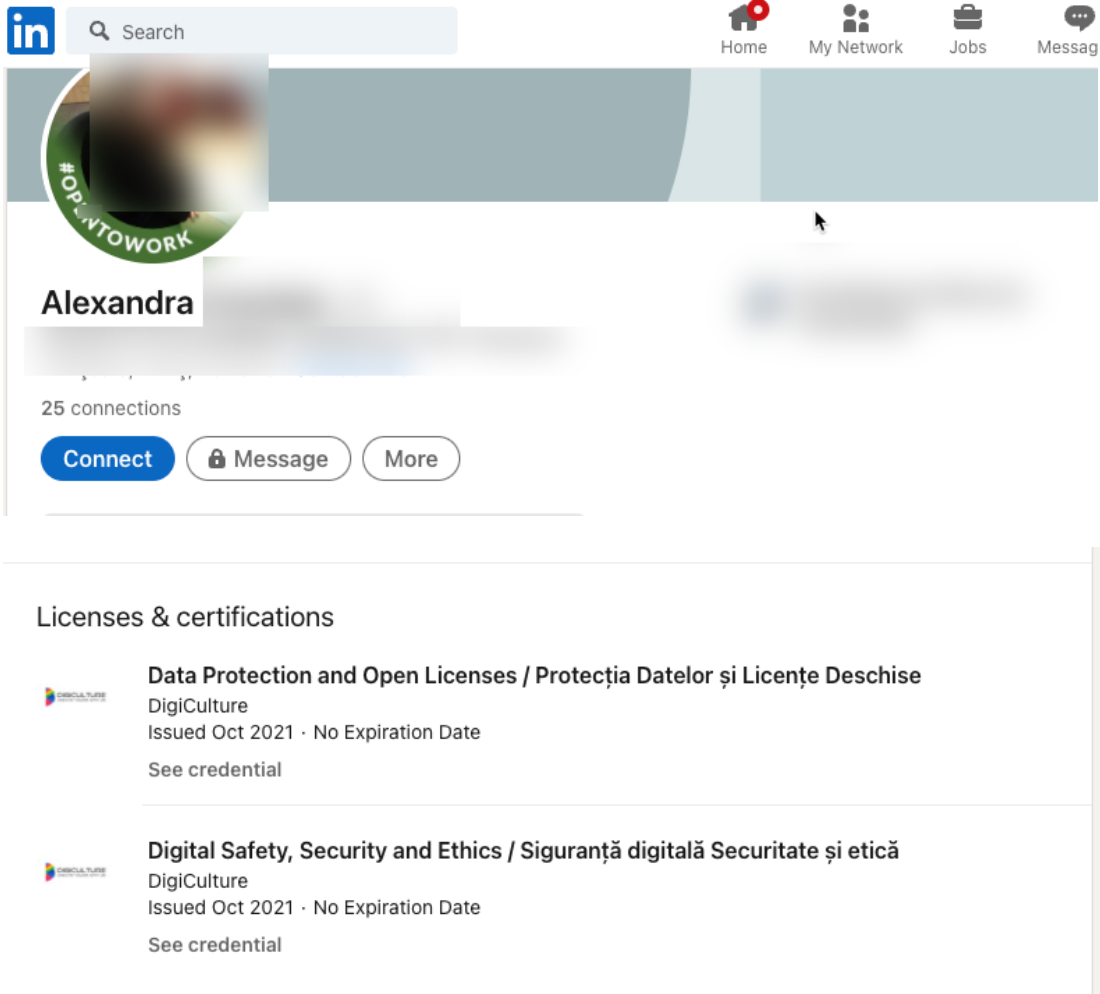 in
Search
Home
My Network
Jobs
Messag
#OPENTOWORK
Alexandra
25 connections
Connect
Message
More
Licenses & certifications
Data Protection and Open Licenses / Protecția Datelor și Licențe Deschise
DigiCulture
Issued Oct 2021 · No Expiration Date
See credential
Digital Safety, Security and Ethics / Siguranță digitală Securitate și etică
DigiCulture
Issued Oct 2021 · No Expiration Date
See credential